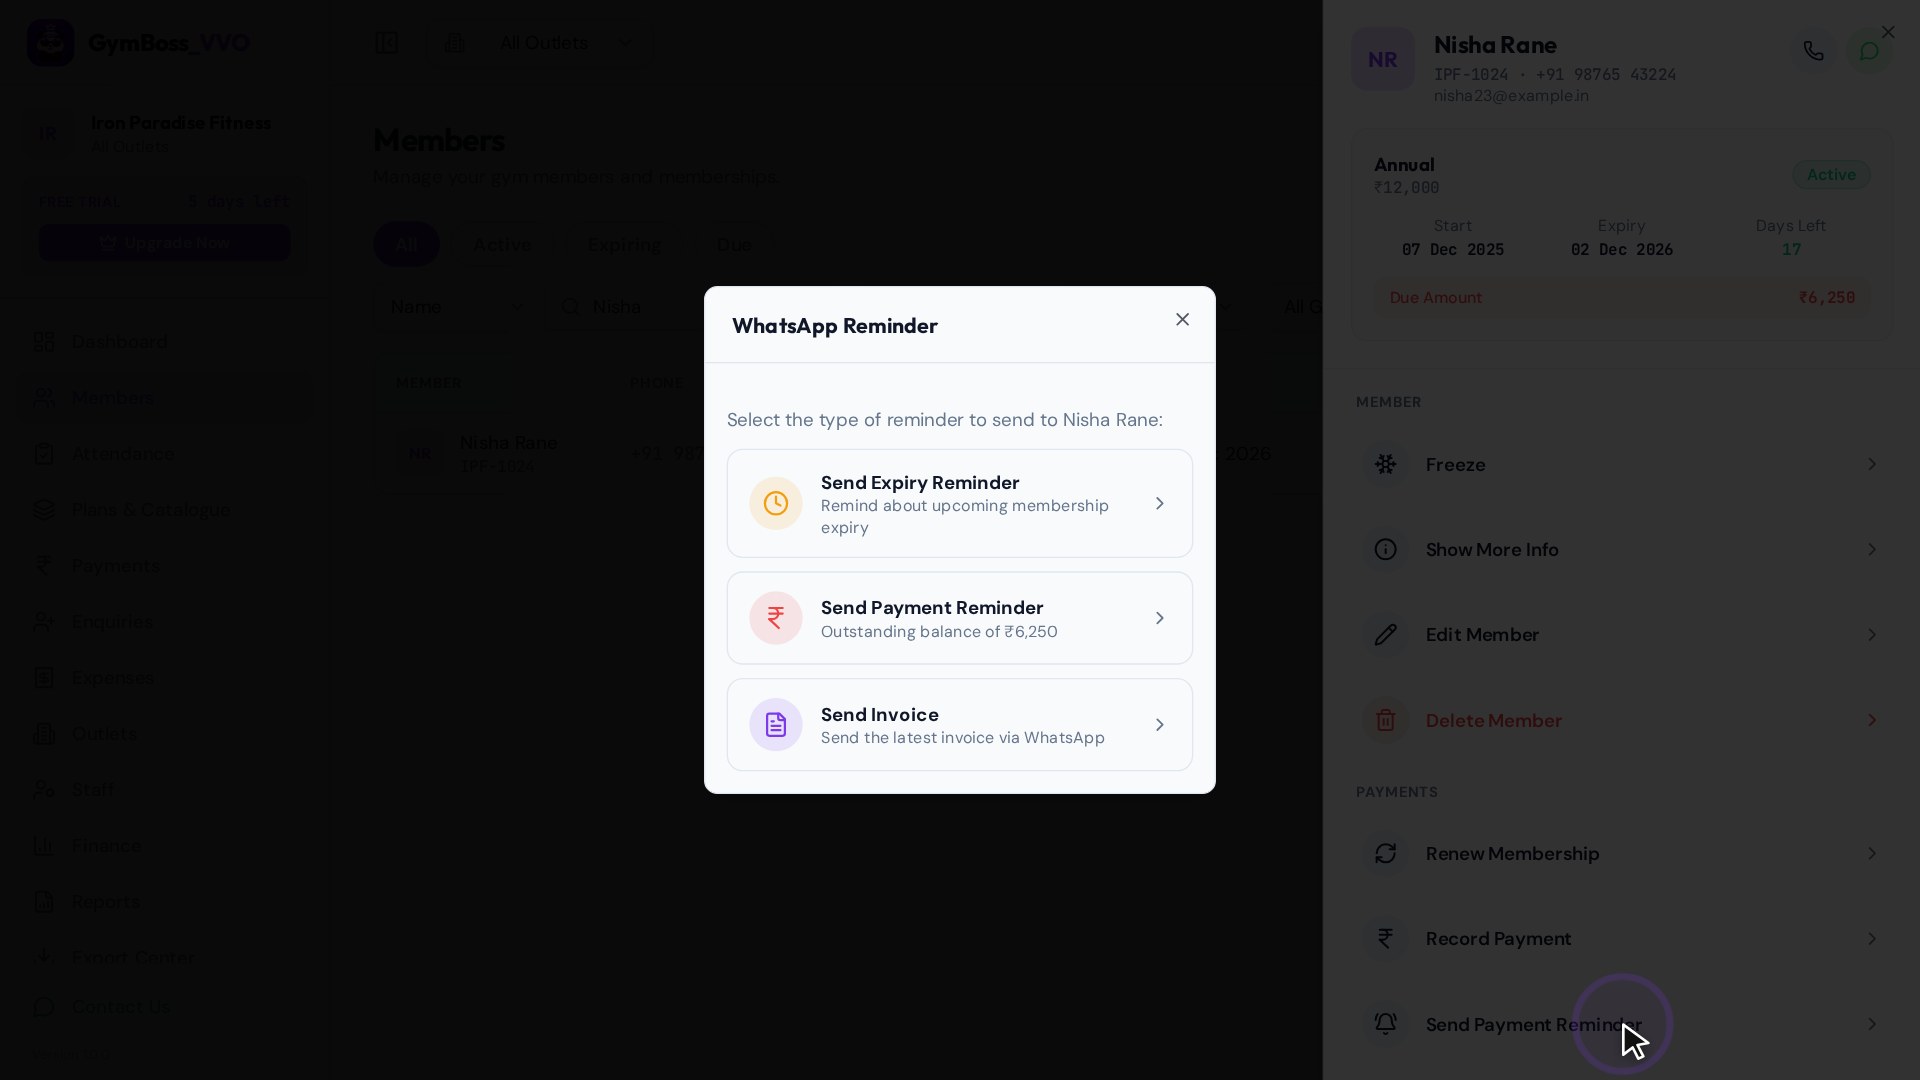 GymBoss_VVO
All Outlets
IR
Iron Paradise Fitness
All Outlets
FREE TRIAL
5 days left
Upgrade Now
Dashboard
Members
Attendance
Plans & Catalogue
Payments
Enquiries
Expenses
Outlets
Staff
Finance
Reports
Export Center
Contact Us
Members
Manage your gym members and memberships.
All
Active
Expiring
Due
Name
Nisha
All G
MEMBER
PHONE
NR
Nisha Rane
IPF-1024
+91 987
2026
WhatsApp Reminder
Select the type of reminder to send to Nisha Rane:
Send Expiry Reminder
Remind about upcoming membership
expiry
Send Payment Reminder
Outstanding balance of ₹6,250
Send Invoice
Send the latest invoice via WhatsApp
NR
Nisha Rane
IPF-1024 · +91 98765 43224
nisha23@example.in
Annual
₹12,000
Active
Start
Expiry
Days Left
07 Dec 2025
02 Dec 2026
17
Due Amount
₹6,250
MEMBER
Freeze
Show More Info
Edit Member
Delete Member
PAYMENTS
Renew Membership
Record Payment
Send Payment Reminder